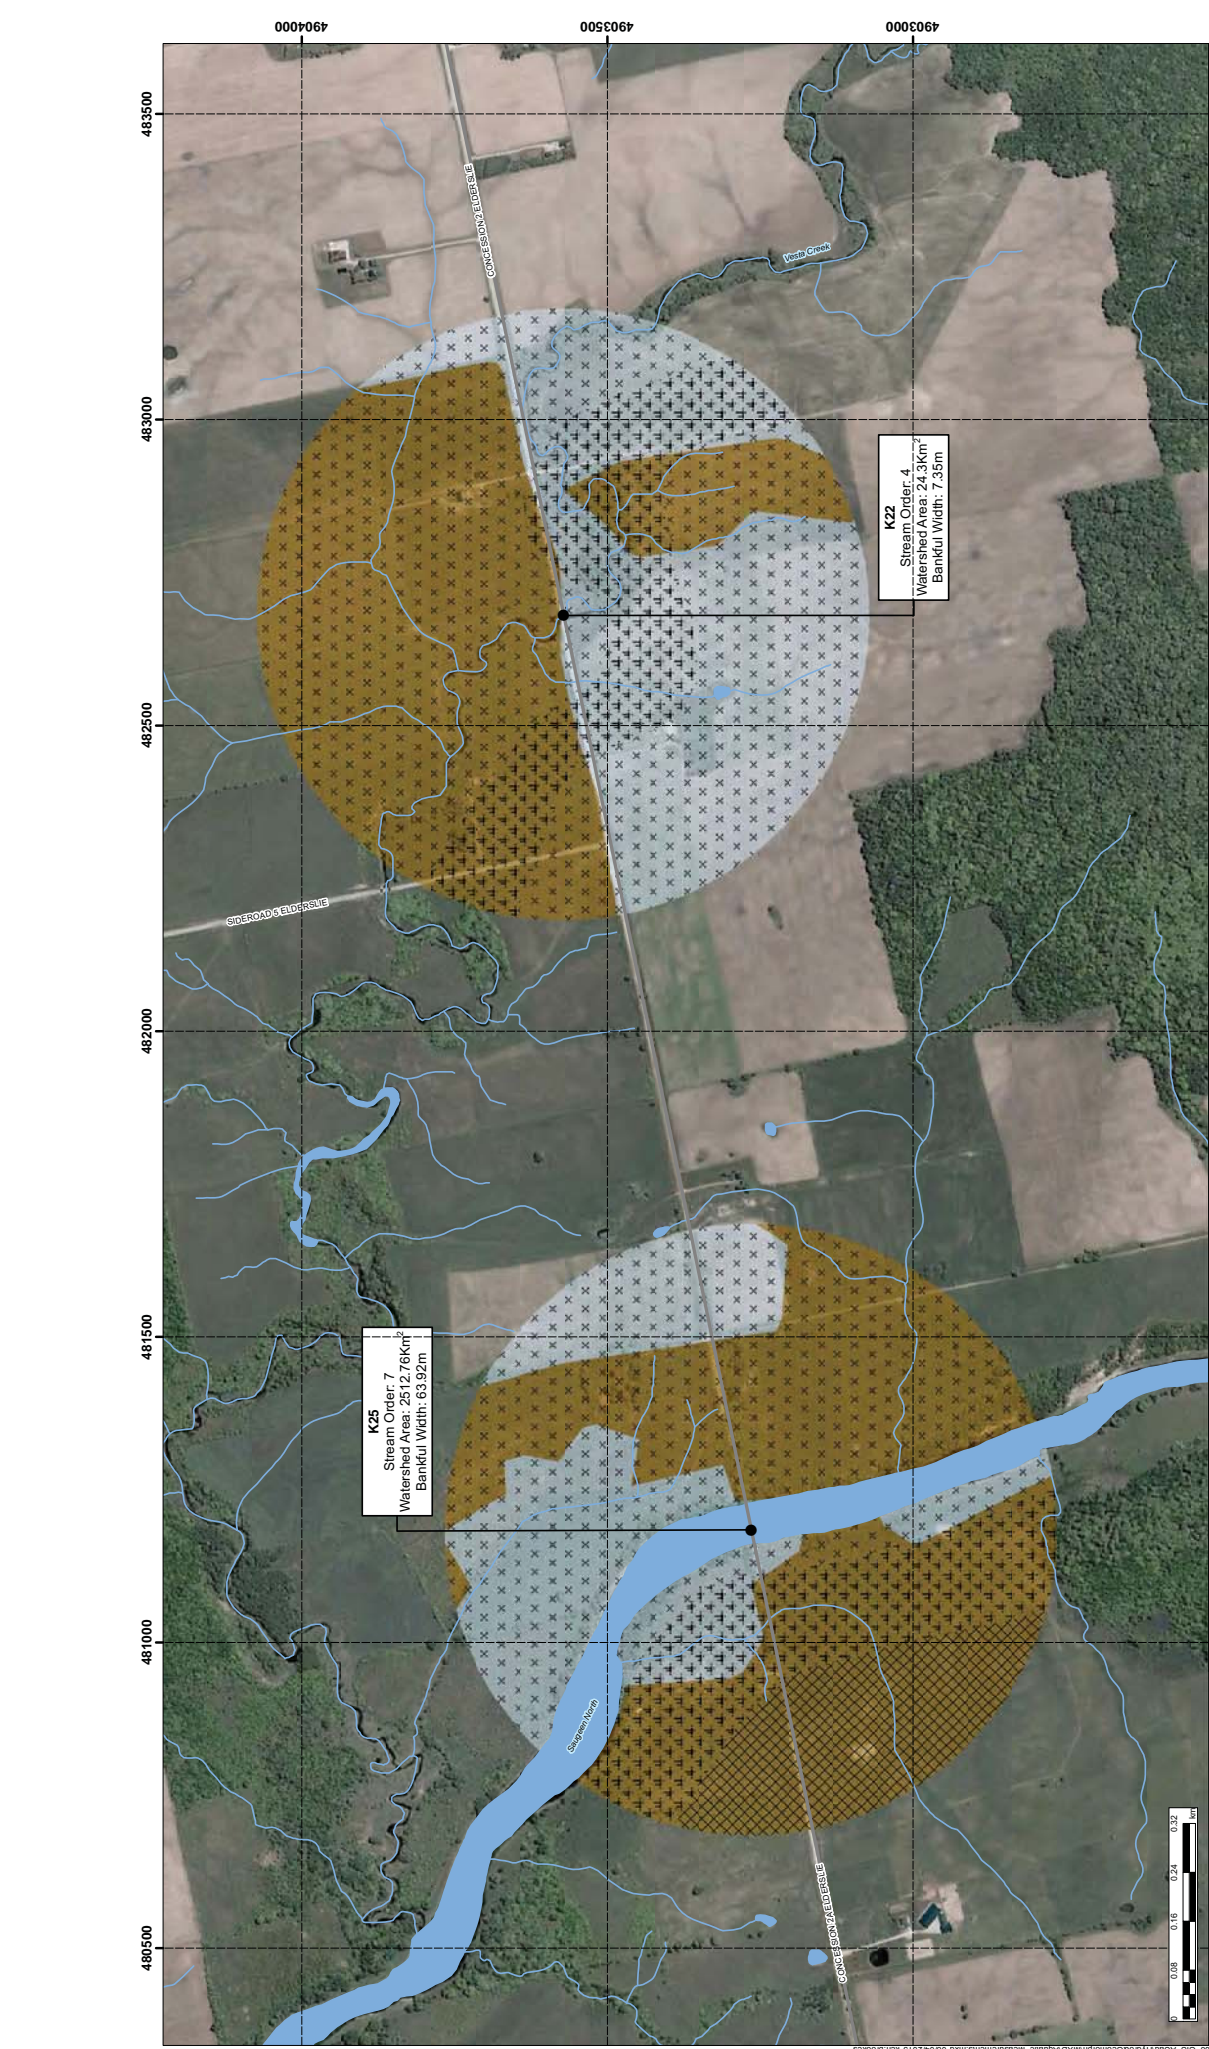 4904000
4903500
4903000
483500
483000
482500
482000
481500
481000
480500
CONCESSION 2 ELDERSLIE
Vesta Creek
K22
Stream Order: 4
Watershed Area: 24.3Km2
Bankful Width: 7.35m
SIDEROAD 5 ELDERSLIE
K25
Stream Order: 7
Watershed Area: 2512.76Km2
Bankful Width: 63.92m
Saugeen North
CONCESSION 2A ELDERSLIE
0 0.08 0.16 0.24 0.32
km